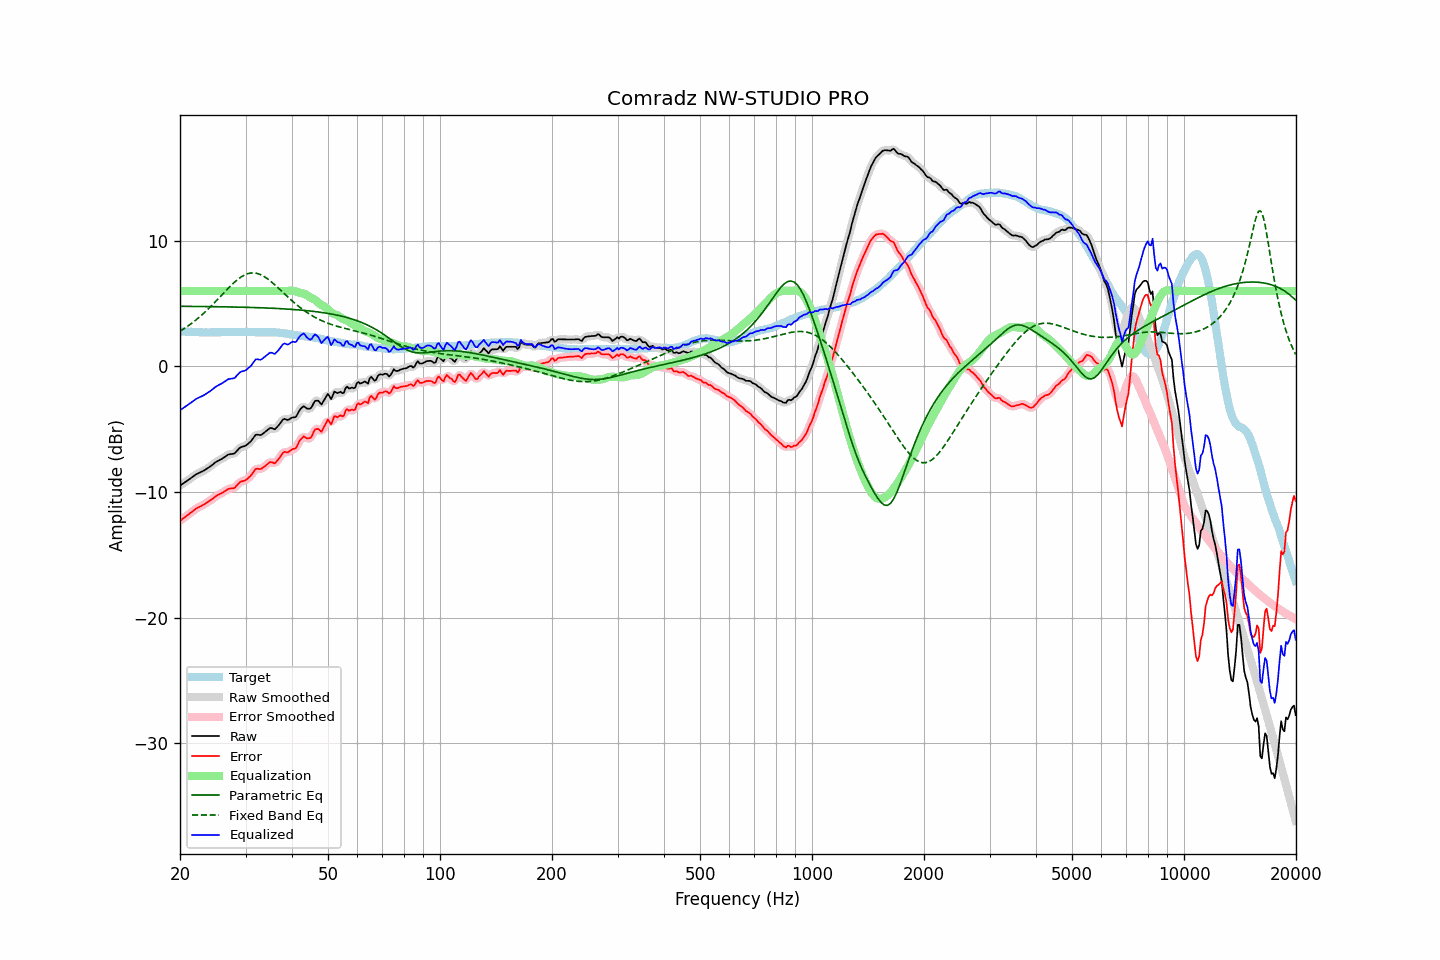 Comradz NW-STUDIO PRO
Amplitude (dBr)
10
0
−10
−20
−30
Target
Raw Smoothed
Error Smoothed
Raw
Error
Equalization
Parametric Eq
Fixed Band Eq
Equalized
20 50 100 200 500 1000 2000 5000 10000 20000
Frequency (Hz)